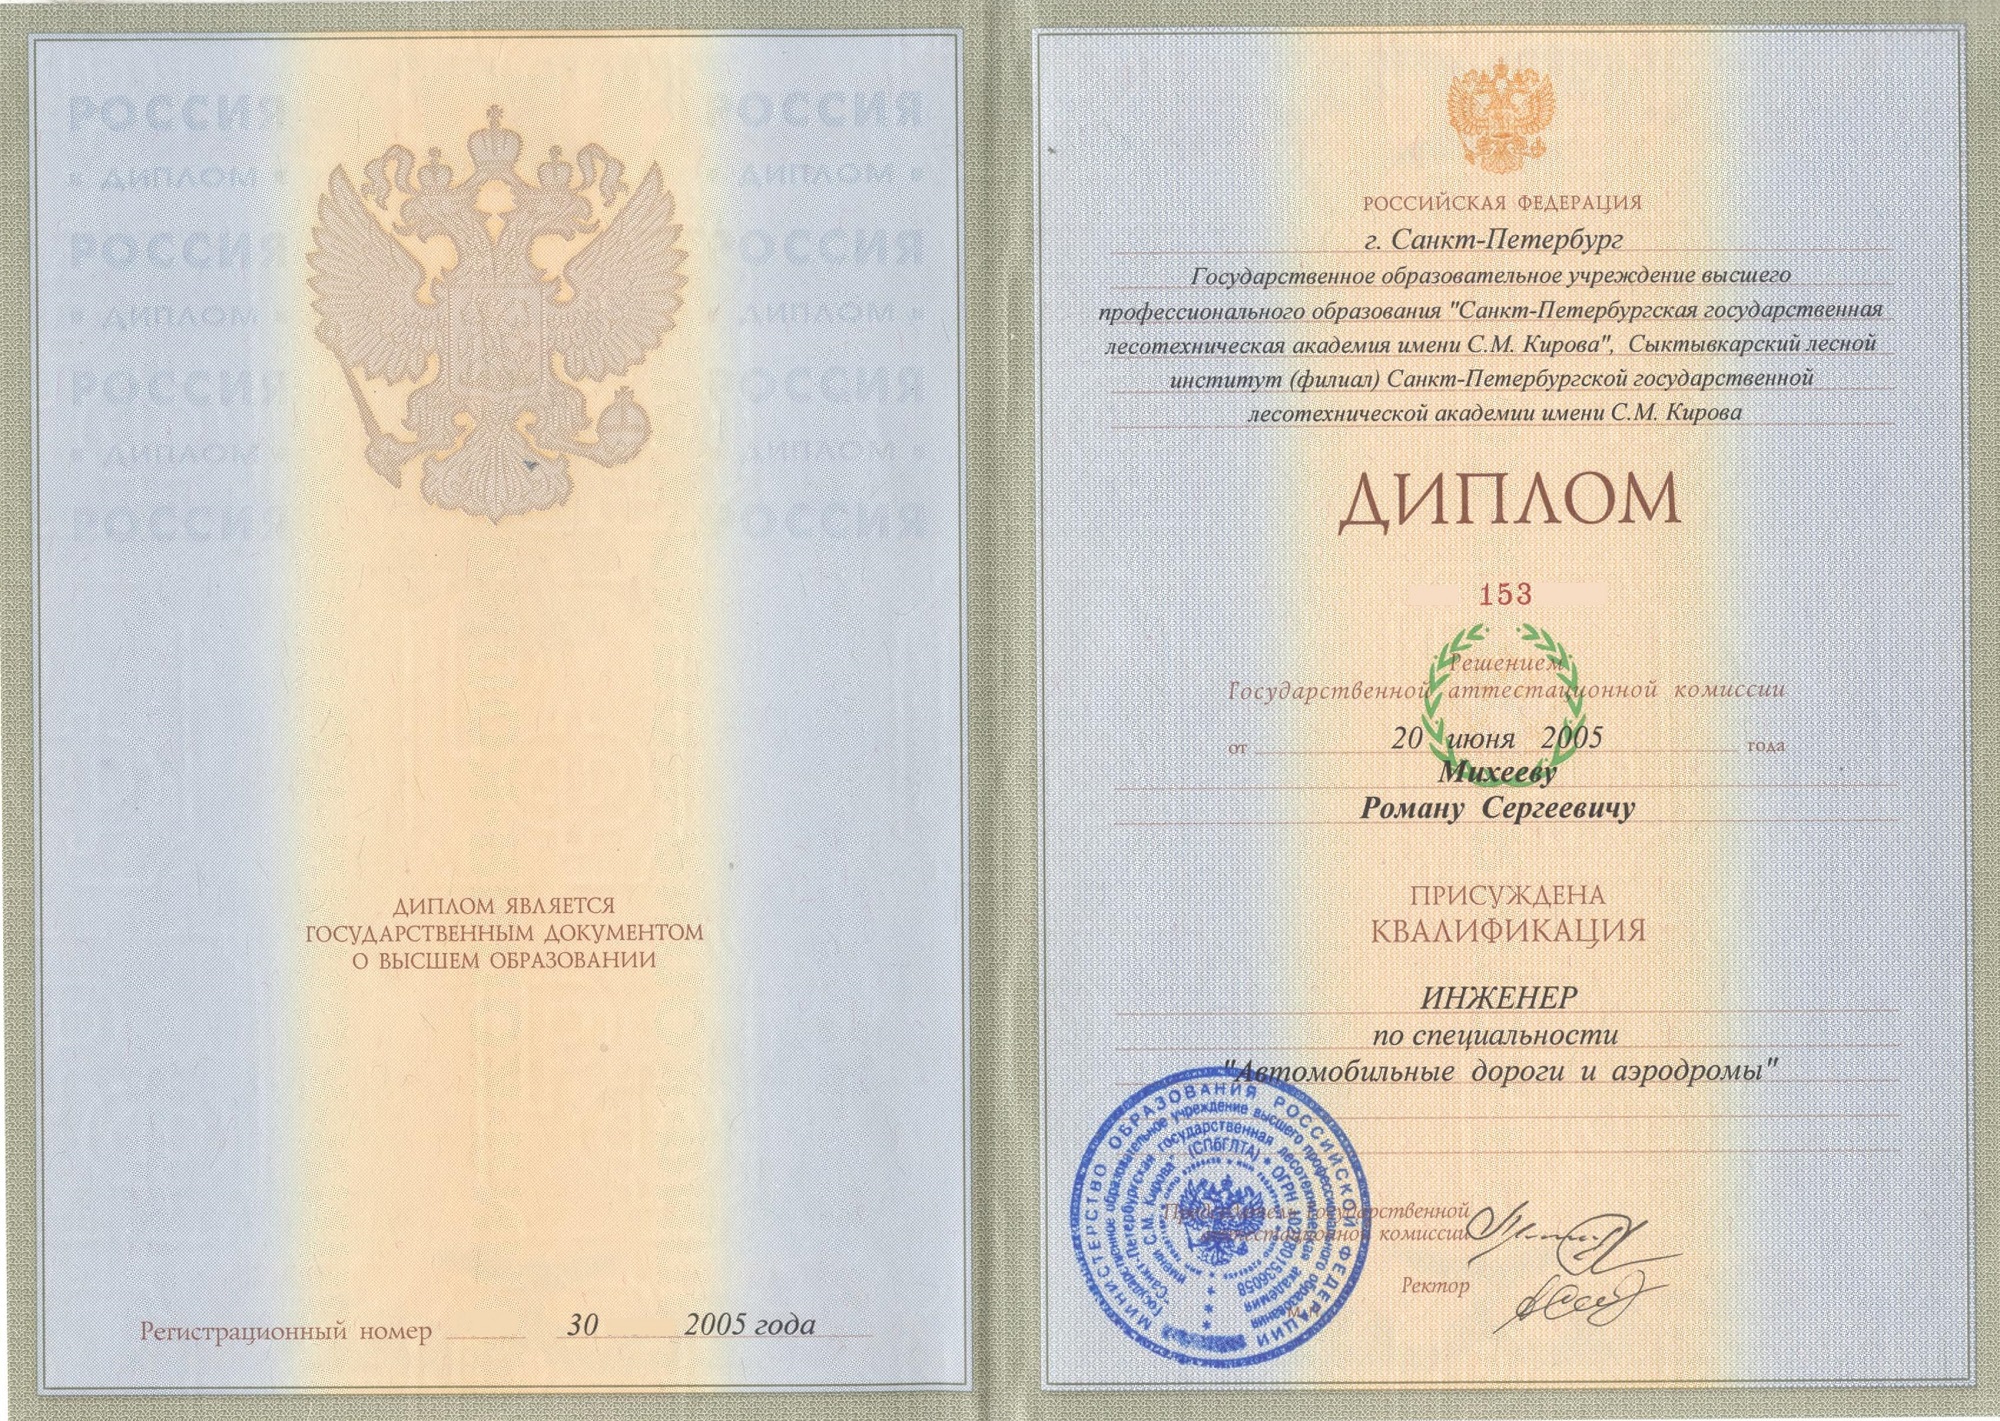 РОССИЯ РОССИЯ
ДИПЛОМ ДИПЛОМ
РОССИЯ РОССИЯ
ДИПЛОМ ДИПЛОМ
РОССИЯ РОССИЯ
ДИПЛОМ ДИПЛОМ
РОССИЯ РОССИЯ
ДИПЛОМ ЯВЛЯЕТСЯ
ГОСУДАРСТВЕННЫМ ДОКУМЕНТОМ
О ВЫСШЕМ ОБРАЗОВАНИИ
Регистрационный номер 30 2005 года
РОССИЙСКАЯ ФЕДЕРАЦИЯ
г. Санкт-Петербург
Государственное образовательное учреждение высшего
профессионального образования "Санкт-Петербургская государственная
лесотехническая академия имени С.М. Кирова", Сыктывкарский лесной
институт (филиал) Санкт-Петербургской государственной
лесотехнической академии имени С.М. Кирова
ДИПЛОМ
153
Решением
Государственной аттестационной комиссии
от 20 июня 2005 года
Михееву
Роману Сергеевичу
ПРИСУЖДЕНА
КВАЛИФИКАЦИЯ
ИНЖЕНЕР
по специальности
"Автомобильные дороги и аэродромы"
Председатель Государственной
аттестационной комиссии
Ректор
МИНИСТЕРСТВО ОБРАЗОВАНИЯ РОССИЙСКОЙ ФЕДЕРАЦИИ
Государственное образовательное учреждение высшего профессионального образования
"Санкт-Петербургская государственная лесотехническая академия
имени С.М. Кирова" (СПбГЛТА) * ОГРН